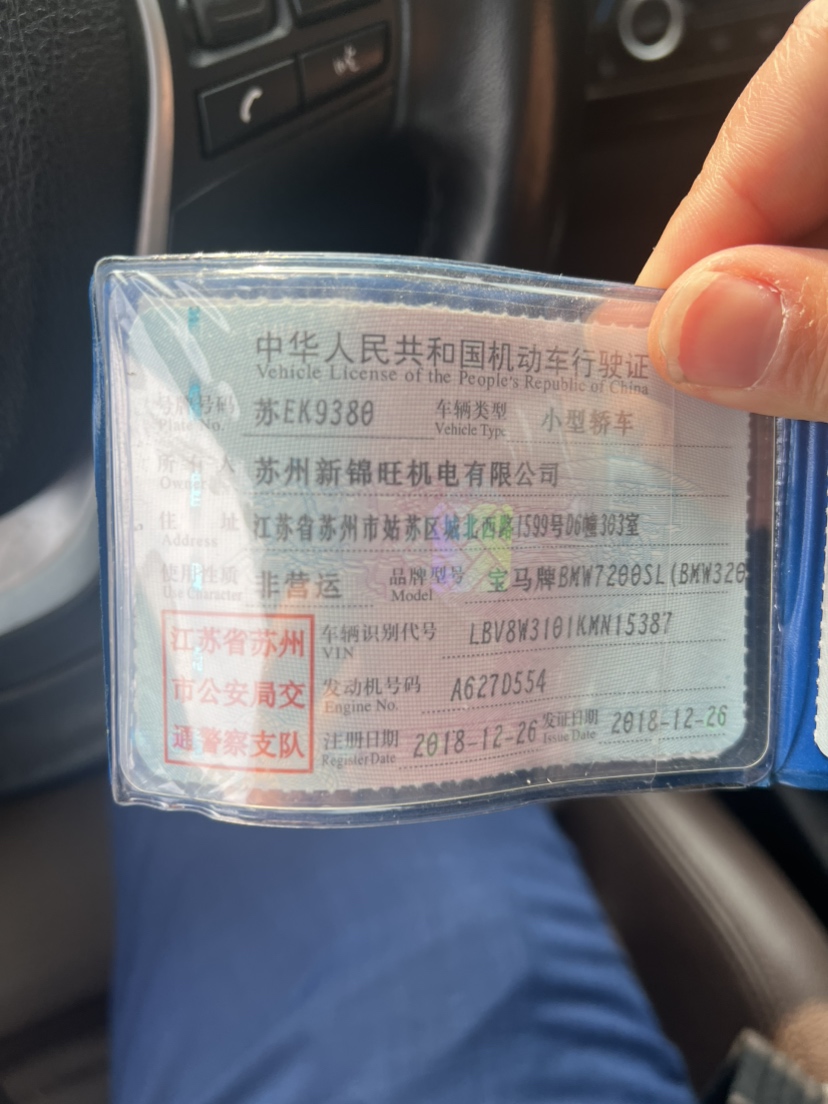 中华人民共和国机动车行驶证
Vehicle License of the People's Republic of China
号牌号码 苏EK9380 车辆类型 小型轿车
Plate No. Vehicle Type
所有人 苏州新锦旺机电有限公司
Owner
住址 江苏省苏州市姑苏区城北西路1599号D6幢303室
Address
使用性质 非营运 品牌型号 宝马牌BMW7200SL(BMW320
Use Character Model
江苏省苏州
市公安局交
通警察支队
车辆识别代号 LBV8W3101KMN15387
VIN
发动机号码 A627D554
Engine No.
注册日期 2018-12-26 发证日期 2018-12-26
Register Date Issue Date